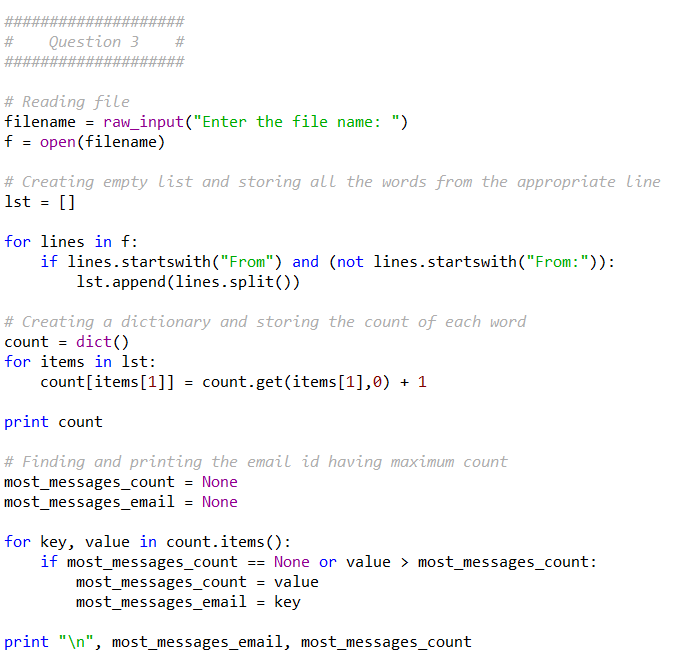 ####################
#    Question 3    #
####################

# Reading file
filename = raw_input("Enter the file name: ")
f = open(filename)

# Creating empty list and storing all the words from the appropriate line
lst = []

for lines in f:
    if lines.startswith("From") and (not lines.startswith("From:")):
        lst.append(lines.split())

# Creating a dictionary and storing the count of each word
count = dict()
for items in lst:
    count[items[1]] = count.get(items[1],0) + 1

print count

# Finding and printing the email id having maximum count
most_messages_count = None
most_messages_email = None

for key, value in count.items():
    if most_messages_count == None or value > most_messages_count:
        most_messages_count = value
        most_messages_email = key

print "\n", most_messages_email, most_messages_count